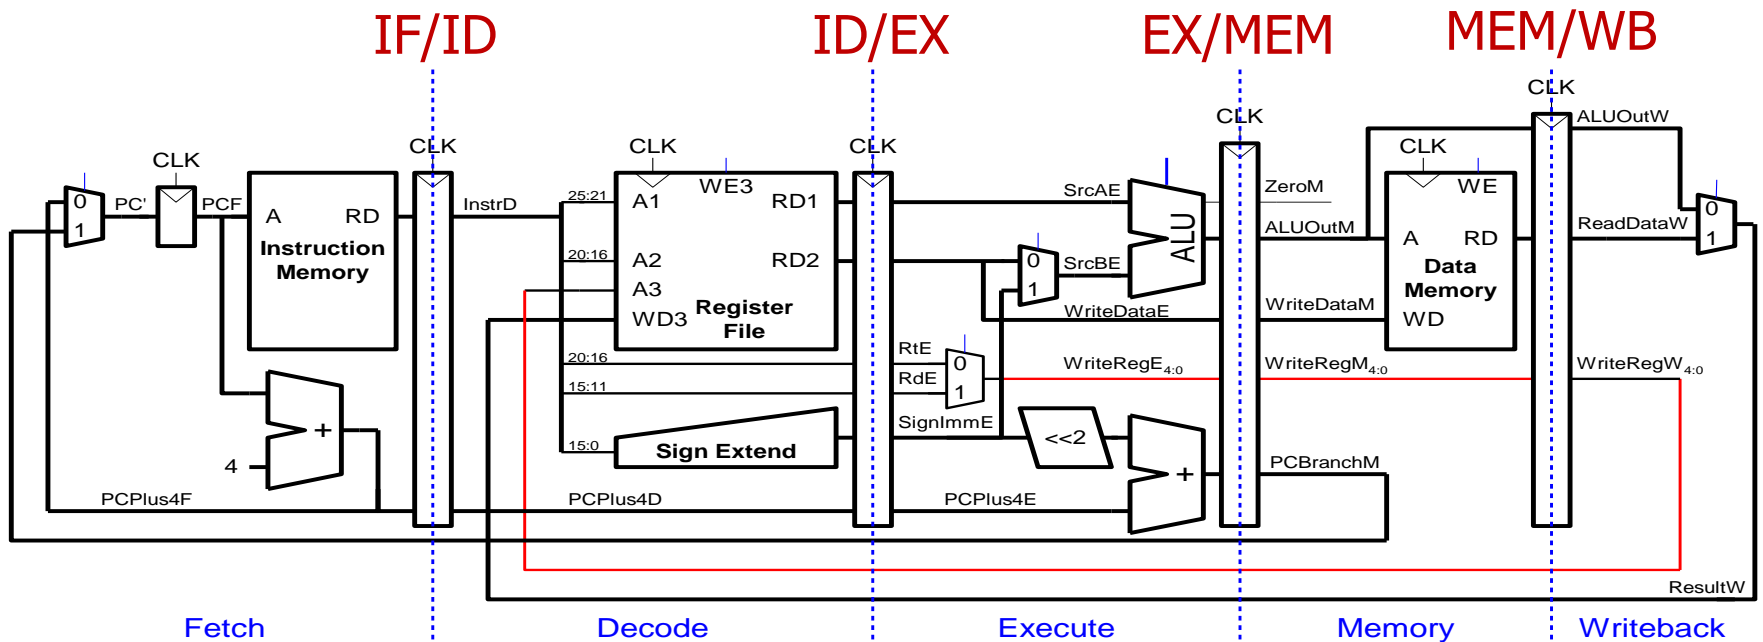 IF/ID
ID/EX
EX/MEM
MEM/WB
CLK
CLK
CLK
CLK
CLK
CLK
CLK
ALUOutW
0
1
PC'
PCF
A
RD
Instruction
Memory
InstrD
25:21
20:16
A1
A2
A3
WD3
WE3
RD1
RD2
Register
File
SrcAE
0
1
SrcBE
ALU
WriteDataE
ZeroM
ALUOutM
WriteDataM
WE
A
RD
Data
Memory
WD
ReadDataW
0
1
20:16
15:11
RtE
RdE
0
1
WriteRegE4:0
WriteRegM4:0
WriteRegW4:0
+
4
15:0
Sign Extend
SignImmE
<<2
+
PCBranchM
PCPlus4F
PCPlus4D
PCPlus4E
ResultW
Fetch
Decode
Execute
Memory
Writeback